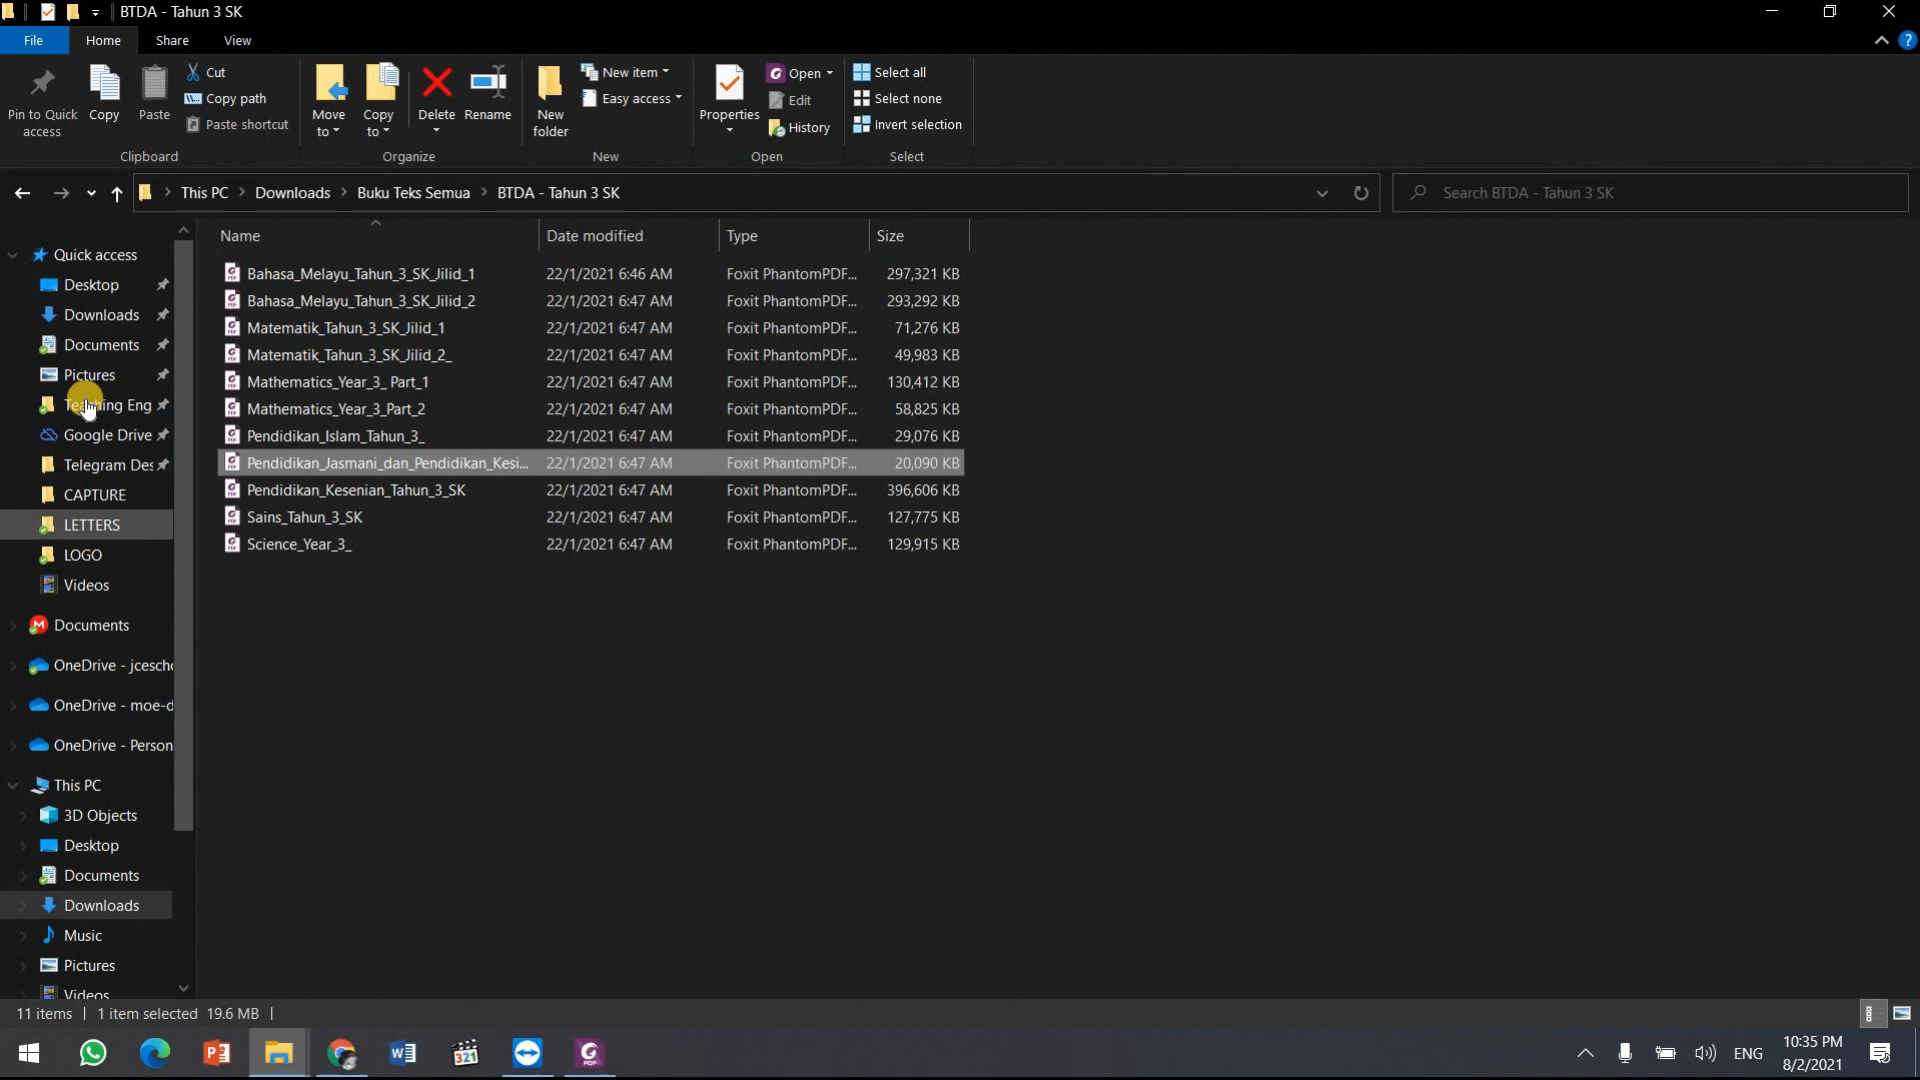 BTDA - Tahun 3 SK
File Home Share View
Pin to Quick access
Copy
Paste
Cut
Copy path
Paste shortcut
Clipboard
Move to
Copy to
Delete
Rename
Organize
New folder
New item
Easy access
New
Properties
Open
Edit
History
Open
Select all
Select none
Invert selection
Select
This PC Downloads Buku Teks Semua BTDA - Tahun 3 SK
Search BTDA - Tahun 3 SK
Quick access
Desktop
Downloads
Documents
Pictures
Teaching Eng
Google Drive
Telegram Des
CAPTURE
LETTERS
LOGO
Videos
Documents
OneDrive - jcescho
OneDrive - moe-d
OneDrive - Person
This PC
3D Objects
Desktop
Documents
Downloads
Music
Pictures
Videos
Name Date modified Type Size
Bahasa_Melayu_Tahun_3_SK_Jilid_1 22/1/2021 6:46 AM Foxit PhantomPDF... 297,321 KB
Bahasa_Melayu_Tahun_3_SK_Jilid_2 22/1/2021 6:47 AM Foxit PhantomPDF... 293,292 KB
Matematik_Tahun_3_SK_Jilid_1 22/1/2021 6:47 AM Foxit PhantomPDF... 71,276 KB
Matematik_Tahun_3_SK_Jilid_2_ 22/1/2021 6:47 AM Foxit PhantomPDF... 49,983 KB
Mathematics_Year_3_ Part_1 22/1/2021 6:47 AM Foxit PhantomPDF... 130,412 KB
Mathematics_Year_3_Part_2 22/1/2021 6:47 AM Foxit PhantomPDF... 58,825 KB
Pendidikan_Islam_Tahun_3_ 22/1/2021 6:47 AM Foxit PhantomPDF... 29,076 KB
Pendidikan_Jasmani_dan_Pendidikan_Kesi... 22/1/2021 6:47 AM Foxit PhantomPDF... 20,090 KB
Pendidikan_Kesenian_Tahun_3_SK 22/1/2021 6:47 AM Foxit PhantomPDF... 396,606 KB
Sains_Tahun_3_SK 22/1/2021 6:47 AM Foxit PhantomPDF... 127,775 KB
Science_Year_3_ 22/1/2021 6:47 AM Foxit PhantomPDF... 129,915 KB
11 items 1 item selected 19.6 MB
321
PDF
ENG
10:35 PM
8/2/2021